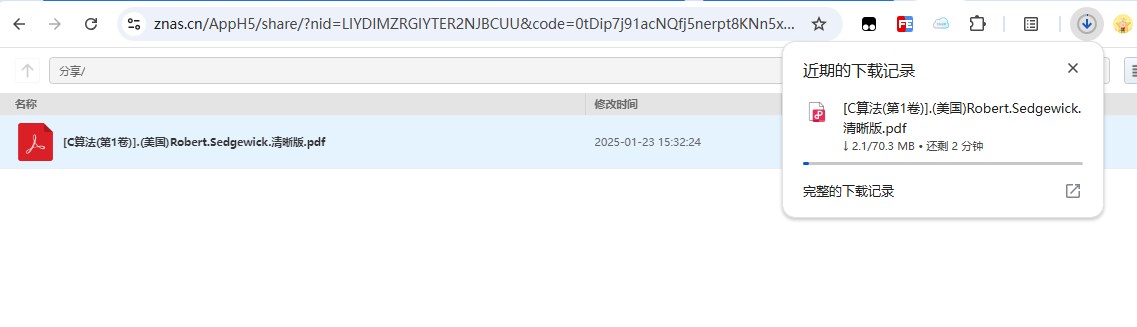 znas.cn/AppH5/share/?nid=LIYDIMZRGIYTER2NJBCUU&code=0tDip7j91acNQfj5nerpt8KNn5x...
FE
分享/
近期的下载记录
名称
修改时间
[C算法(第1卷)].(美国)Robert.Sedgewick.
清晰版.pdf
↓ 2.1/70.3 MB • 还剩 2 分钟
[C算法(第1卷)].(美国)Robert.Sedgewick.清晰版.pdf
2025-01-23 15:32:24
完整的下载记录